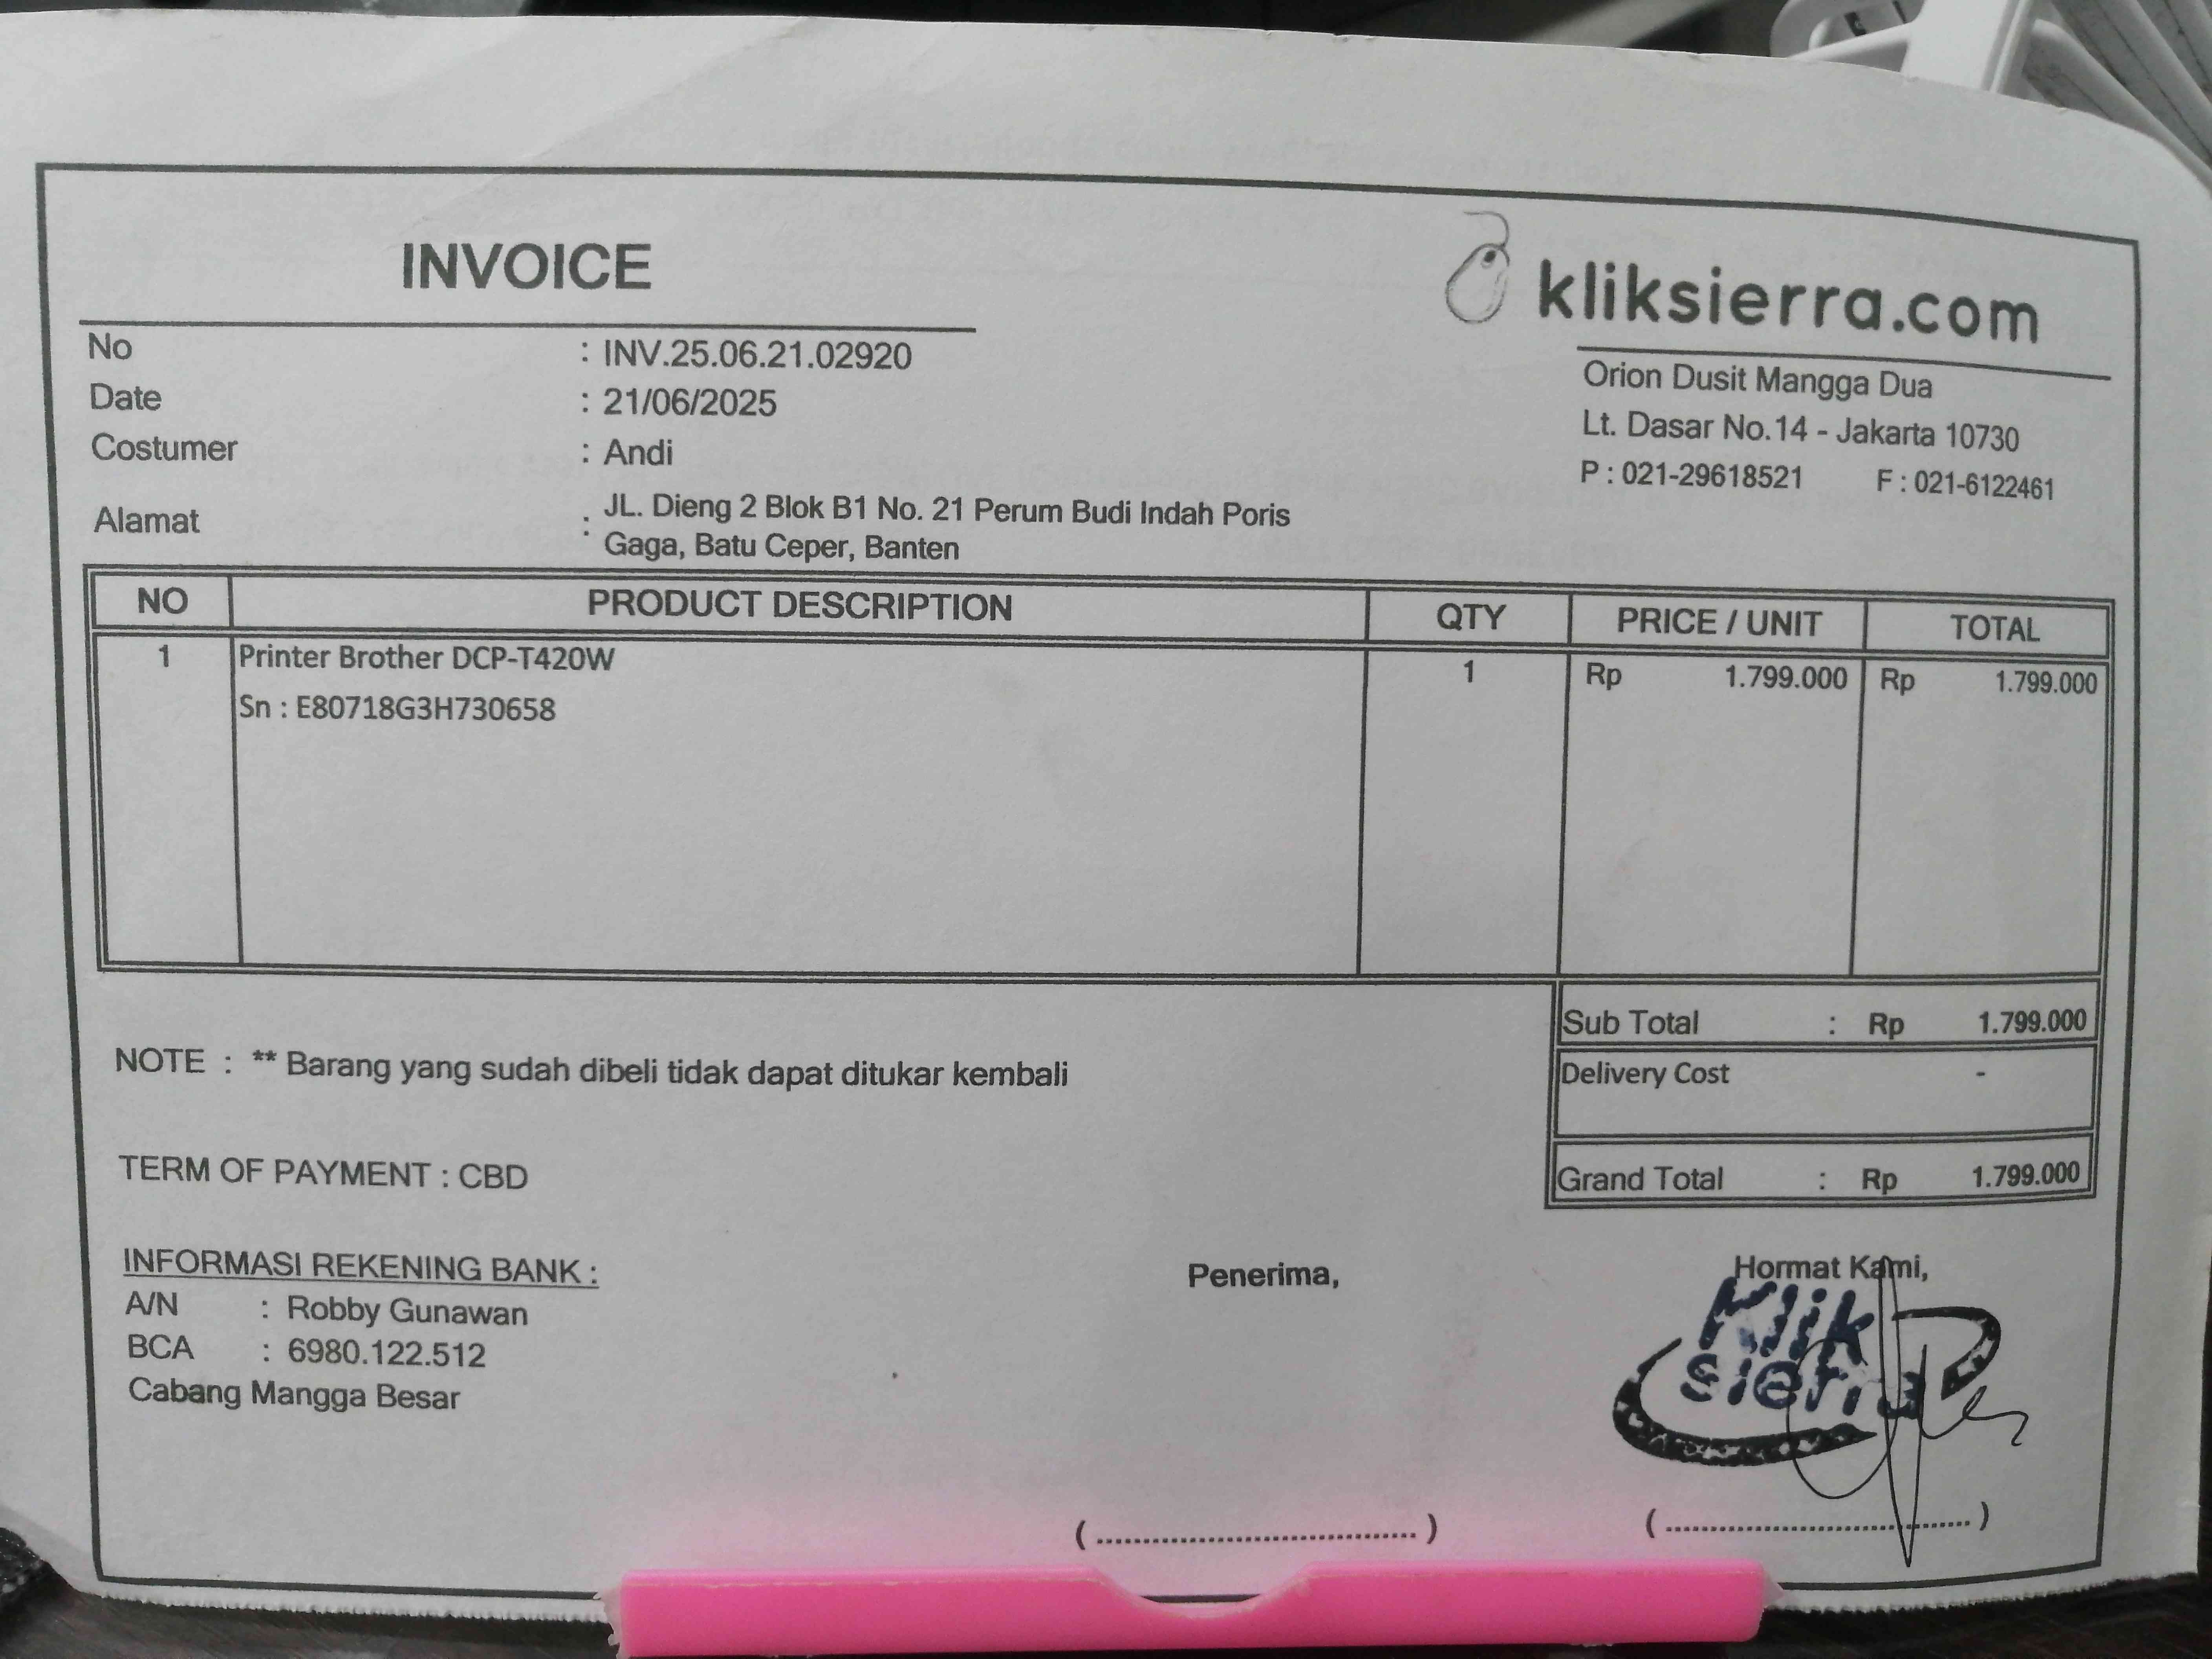 INVOICE
kliksierra.com
Orion Dusit Mangga Dua
Lt. Dasar No.14 - Jakarta 10730
P : 021-29618521 F : 021-6122461
No : INV.25.06.21.02920
Date : 21/06/2025
Costumer : Andi
Alamat : JL. Dieng 2 Blok B1 No. 21 Perum Budi Indah Poris
Gaga, Batu Ceper, Banten
NO PRODUCT DESCRIPTION QTY PRICE / UNIT TOTAL
1 Printer Brother DCP-T420W 1 Rp 1.799.000 Rp 1.799.000
Sn : E80718G3H730658
Sub Total : Rp 1.799.000
NOTE : ** Barang yang sudah dibeli tidak dapat ditukar kembali
Delivery Cost -
TERM OF PAYMENT : CBD
Grand Total : Rp 1.799.000
INFORMASI REKENING BANK :
A/N : Robby Gunawan
BCA : 6980.122.512
Cabang Mangga Besar
Penerima,
Hormat Kami,
Klik
sierra
( ........................................ )
( ........................................ )